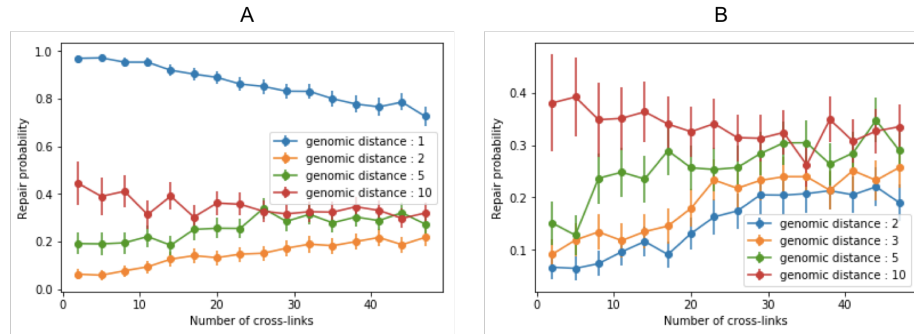 A
1.0
0.8
0.6
0.4
0.2
0.0
Repair probability
genomic distance : 1
genomic distance : 2
genomic distance : 5
genomic distance : 10
0
10
20
30
40
Number of cross-links
B
0.4
0.3
0.2
0.1
Repair probability
genomic distance : 2
genomic distance : 3
genomic distance : 5
genomic distance : 10
0
10
20
30
40
Number of cross-links